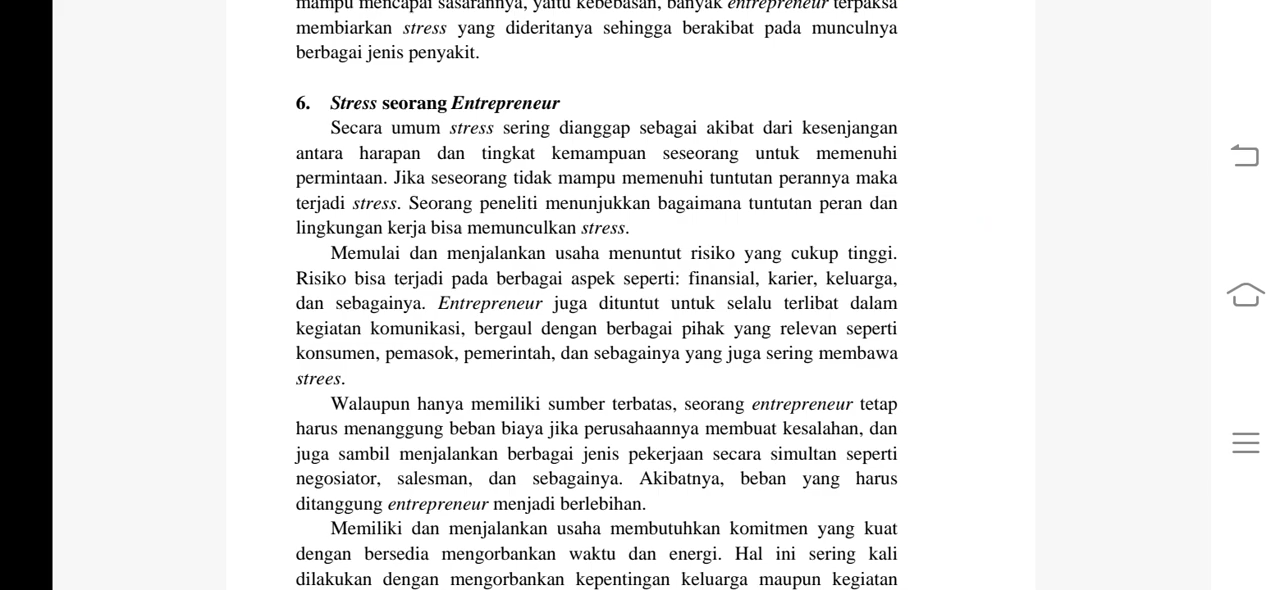 mampu mencapai sasarannya, yaitu kebebasan, banyak entrepreneur terpaksa
membiarkan stress yang dideritanya sehingga berakibat pada munculnya
berbagai jenis penyakit.
6. Stress seorang Entrepreneur
Secara umum stress sering dianggap sebagai akibat dari kesenjangan
antara harapan dan tingkat kemampuan seseorang untuk memenuhi
permintaan. Jika seseorang tidak mampu memenuhi tuntutan perannya maka
terjadi stress. Seorang peneliti menunjukkan bagaimana tuntutan peran dan
lingkungan kerja bisa memunculkan stress.
Memulai dan menjalankan usaha menuntut risiko yang cukup tinggi.
Risiko bisa terjadi pada berbagai aspek seperti: finansial, karier, keluarga,
dan sebagainya. Entrepreneur juga dituntut untuk selalu terlibat dalam
kegiatan komunikasi, bergaul dengan berbagai pihak yang relevan seperti
konsumen, pemasok, pemerintah, dan sebagainya yang juga sering membawa
strees.
Walaupun hanya memiliki sumber terbatas, seorang entrepreneur tetap
harus menanggung beban biaya jika perusahaannya membuat kesalahan, dan
juga sambil menjalankan berbagai jenis pekerjaan secara simultan seperti
negosiator, salesman, dan sebagainya. Akibatnya, beban yang harus
ditanggung entrepreneur menjadi berlebihan.
Memiliki dan menjalankan usaha membutuhkan komitmen yang kuat
dengan bersedia mengorbankan waktu dan energi. Hal ini sering kali
dilakukan dengan mengorbankan kepentingan keluarga maupun kegiatan